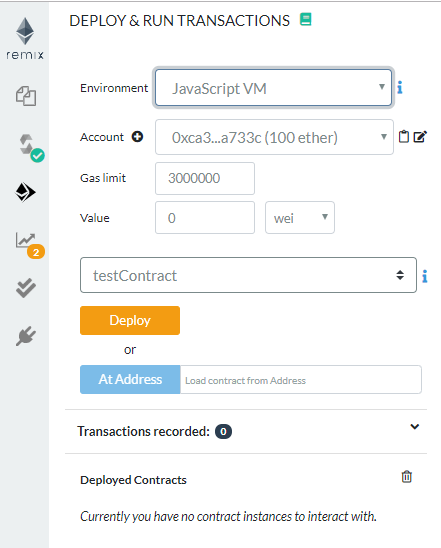 DEPLOY & RUN TRANSACTIONS
remix
Environment JavaScript VM
Account 0xca3...a733c (100 ether)
Gas limit 3000000
Value 0 wei
2
testContract
Deploy
or
At Address Load contract from Address
Transactions recorded: 0
Deployed Contracts
Currently you have no contract instances to interact with.